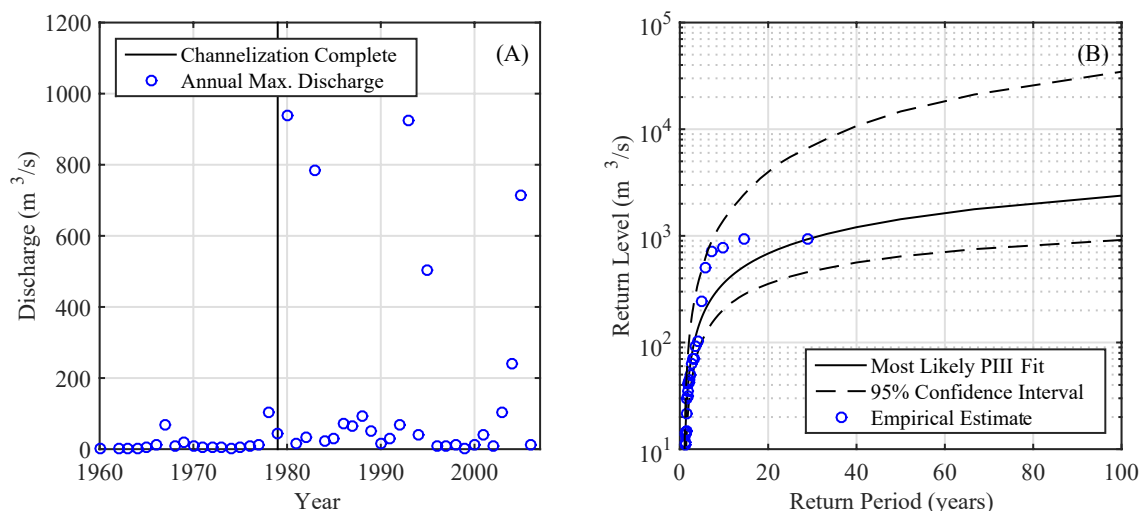 1200
1000
800
600
400
200
0
Discharge (m ³/s)
Channelization Complete
Annual Max. Discharge
(A)
1960
1970
1980
1990
2000
Year
10⁵
10⁴
10³
10²
10¹
Return Level (m ³/s)
(B)
Most Likely PIII Fit
95% Confidence Interval
Empirical Estimate
0
20
40
60
80
100
Return Period (years)